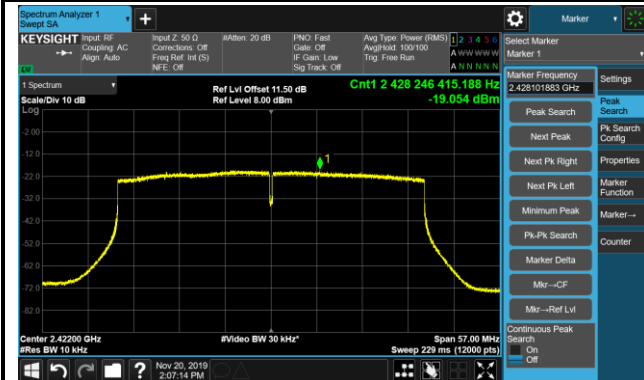 Spectrum Analyzer 1
Swept SA
+
Marker
KEYSIGHT Input: RF
Coupling: AC
Align: Auto
Input Z: 50 Ω
Corrections: Off
Freq Ref: Int (S)
NFE: Off
#Atten: 20 dB
PNO: Fast
Gate: Off
IF Gain: Low
Sig Track: Off
Avg Type: Power (RMS)
Avg|Hold: 100/100
Trig: Free Run
1 2 3 4 5 6
A W W W W W
A N N N N N
LXI
Select Marker
Marker 1
1 Spectrum
Scale/Div 10 dB
Log
Ref Lvl Offset 11.50 dB
Ref Level 8.00 dBm
Cnt1 2 428 246 415.188 Hz
-19.054 dBm
Marker Frequency
2.428101883 GHz
Peak Search
Next Peak
Next Pk Right
Next Pk Left
Minimum Peak
Pk-Pk Search
Marker Delta
Mkr→CF
Mkr→Ref Lvl
Continuous Peak
Search
On
Off
Settings
Peak
Search
Pk Search
Config
Properties
Marker
Function
Marker→
Counter
-2.00
-12.0
-22.0
-32.0
-42.0
-52.0
-62.0
-72.0
-82.0
1
Center 2.42200 GHz
#Res BW 10 kHz
#Video BW 30 kHz*
Span 57.00 MHz
Sweep 229 ms (12000 pts)
?
Nov 20, 2019
2:07:14 PM